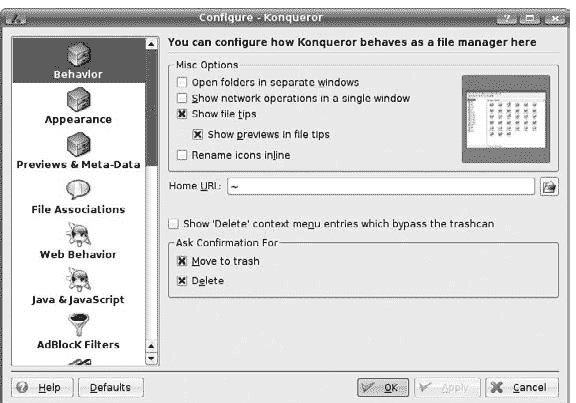 Configure - Konqueror
Behavior
Appearance
Previews & Meta-Data
File Associations
Web Behavior
Java & JavaScript
AdBlocK Filters
You can configure how Konqueror behaves as a file manager here
Misc Options
Open folders in separate windows
Show network operations in a single window
Show file tips
Show previews in file tips
Rename icons inline
Home URL: ~
Show 'Delete' context menu entries which bypass the trashcan
Ask Confirmation For
Move to trash
Delete
Help
Defaults
OK
Apply
Cancel